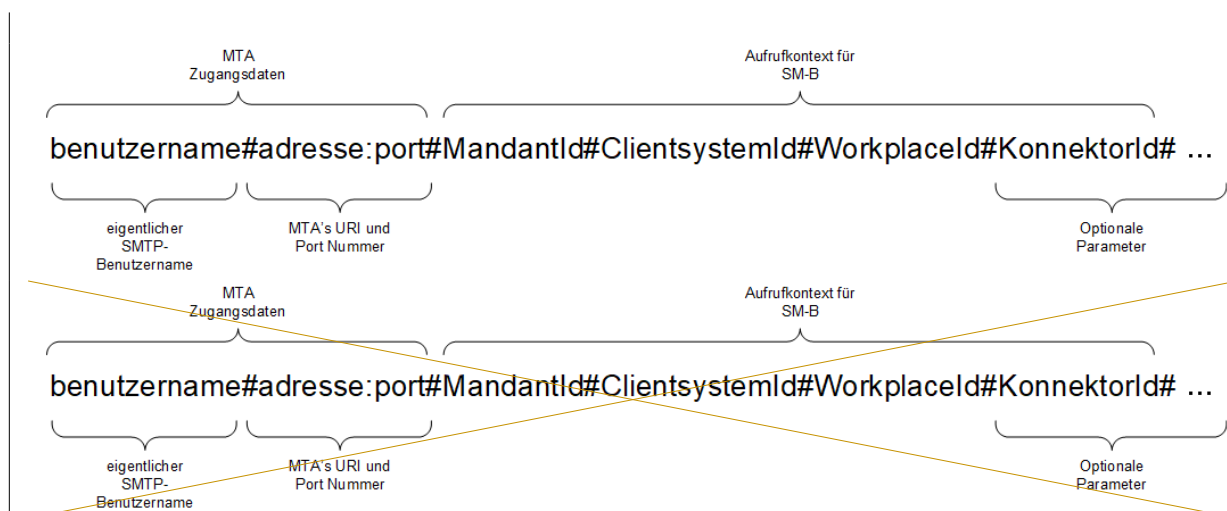 MTA
Zugangsdaten
Aufrufkontext für
SM-B
benutzername#adresse:port#MandantId#ClientsystemId#WorkplaceId#KonnektorId# ...
eigentlicher
SMTP-
Benutzername
MTA's URI und
Port Nummer
Optionale
Parameter
MTA
Zugangsdaten
Aufrufkontext für
SM-B
benutzername#adresse:port#MandantId#ClientsystemId#WorkplaceId#KonnektorId# ...
eigentlicher
SMTP-
Benutzername
MTA's URI und
Port Nummer
Optionale
Parameter